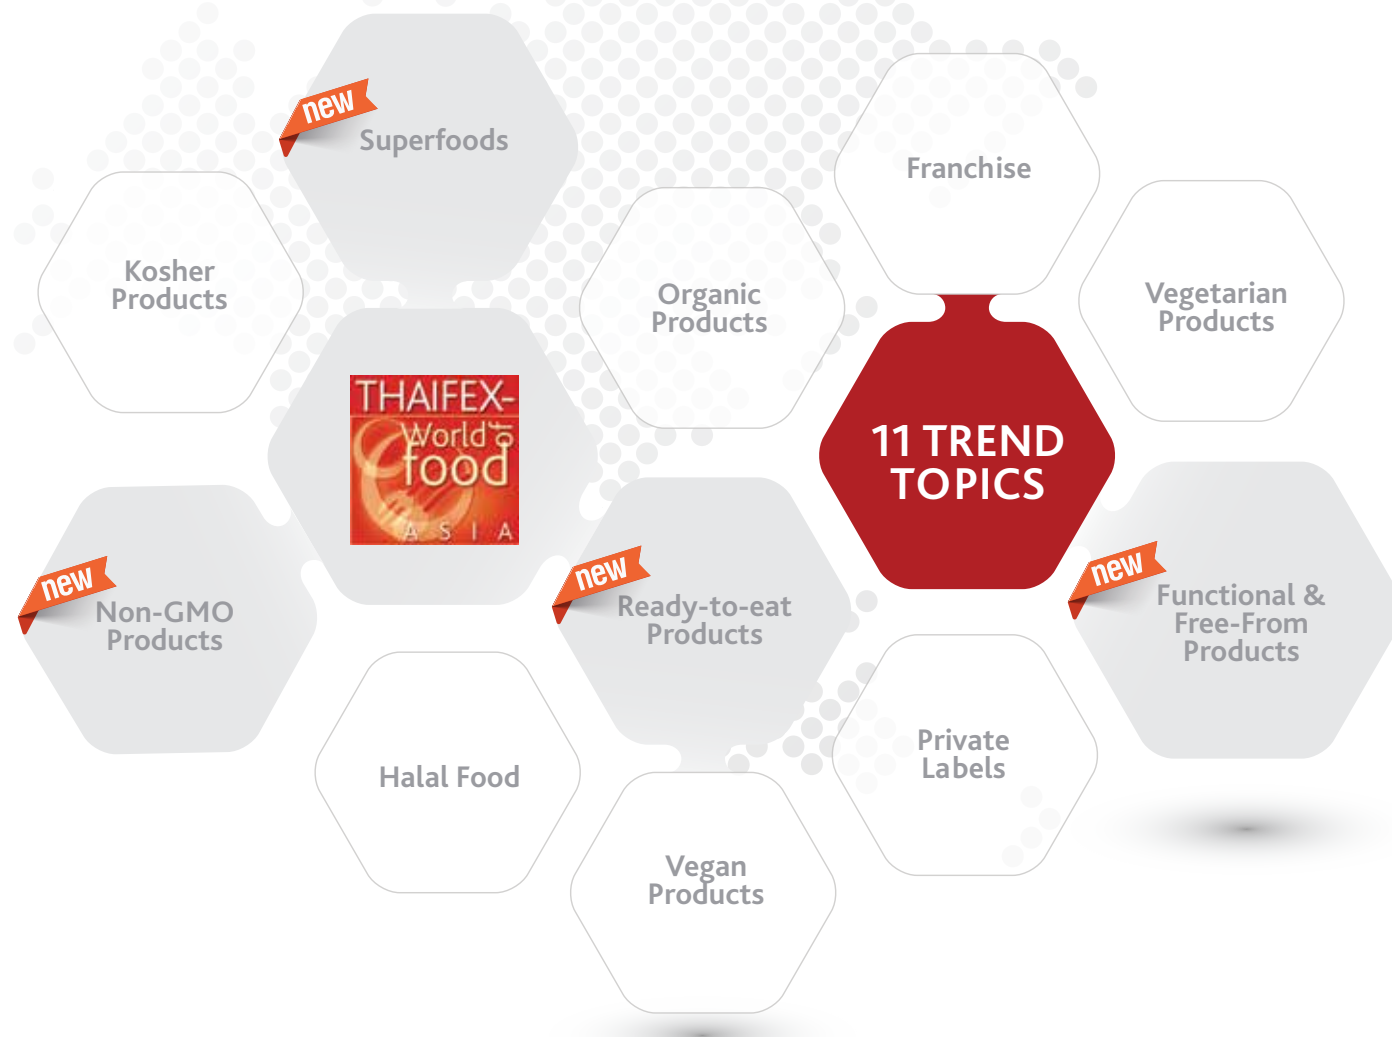 new
Superfoods
Franchise
Kosher
Products
Organic
Products
Vegetarian
Products
THAIFEX-
World of
food
ASIA
11 TREND
TOPICS
new
Non-GMO
Products
new
Ready-to-eat
Products
new
Functional &
Free-From
Products
Halal Food
Private
Labels
Vegan
Products